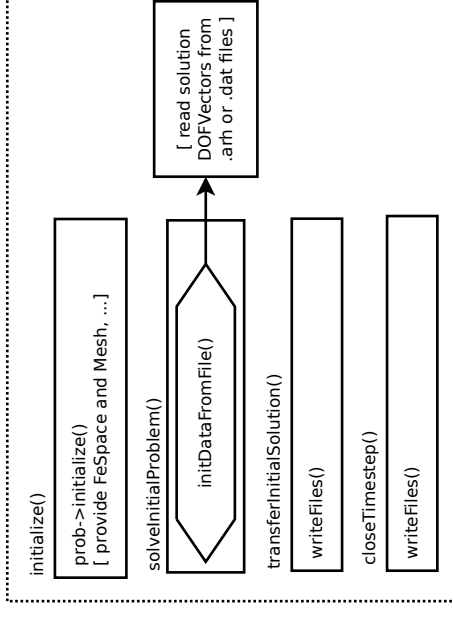 initialize()
prob->initialize()
[ provide FeSpace and Mesh, ...]
solveInitialProblem()
initDataFromFile()
[ read solution
DOFVectors from
.arh or .dat files ]
transferInitialSolution()
writeFiles()
closeTimestep()
writeFiles()